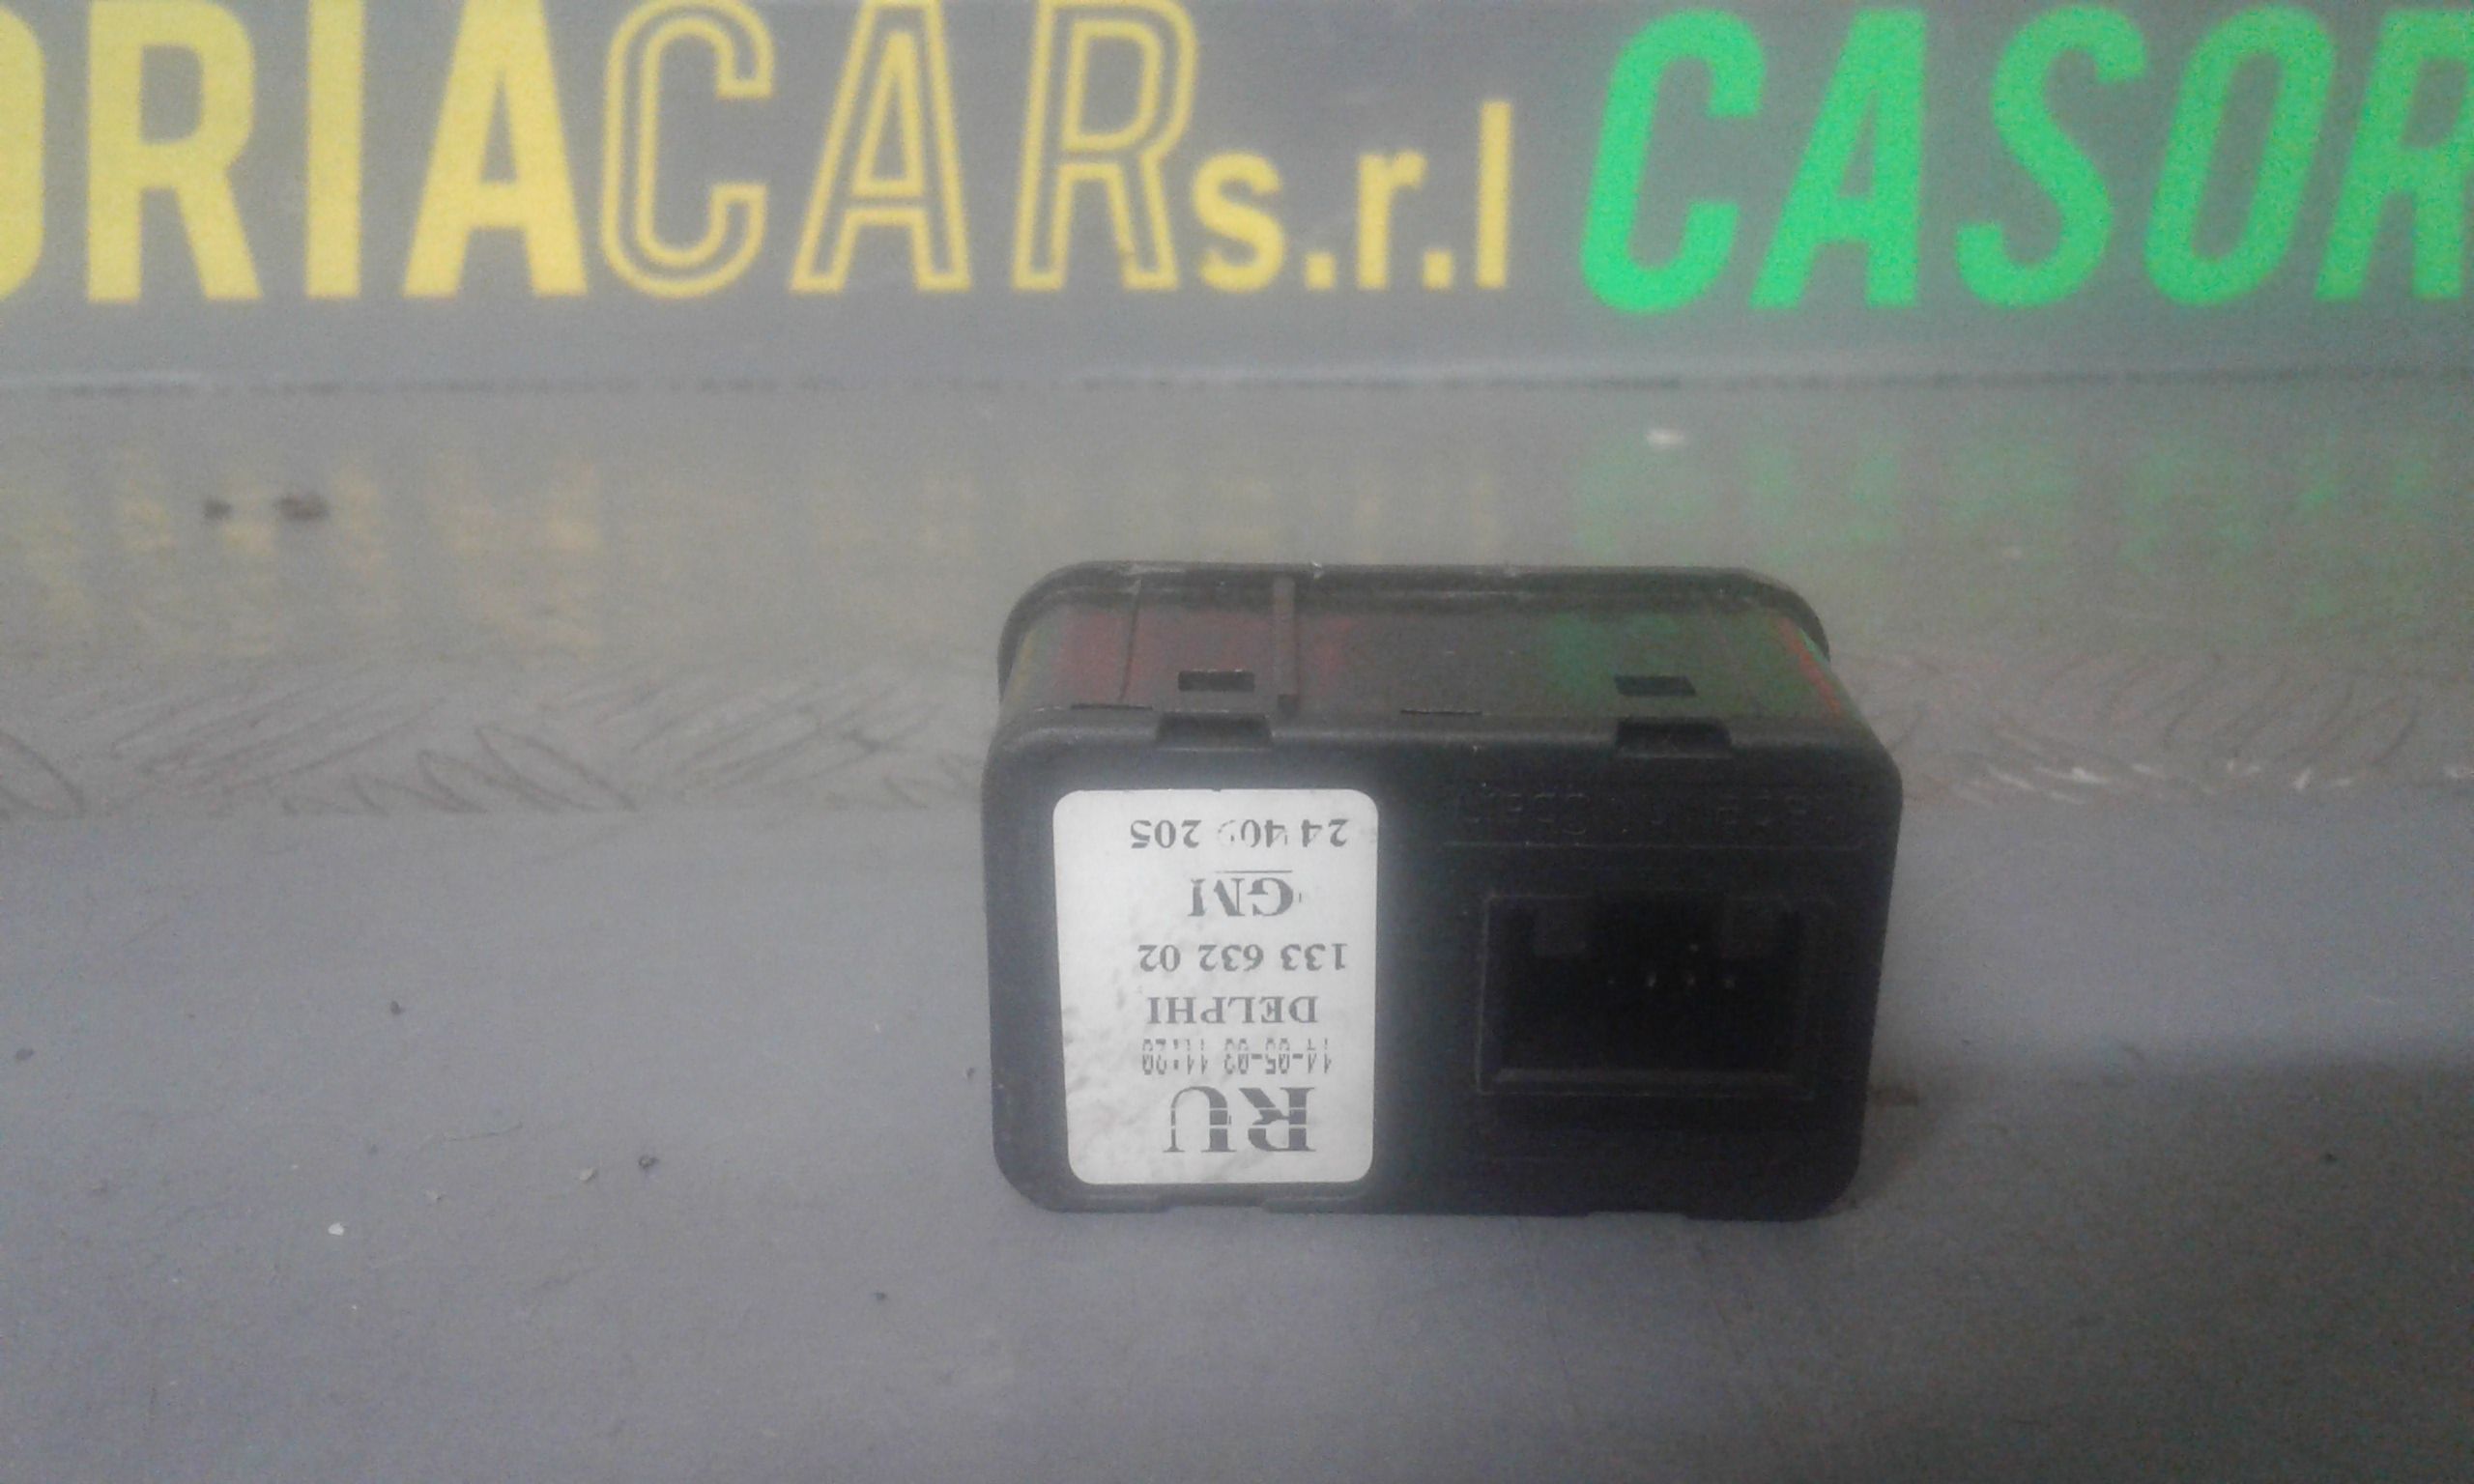 ORIACARs.r.l CASOR
RU
14-05-03 11:20
DELPHI
133 632 02
GM
24 409 205